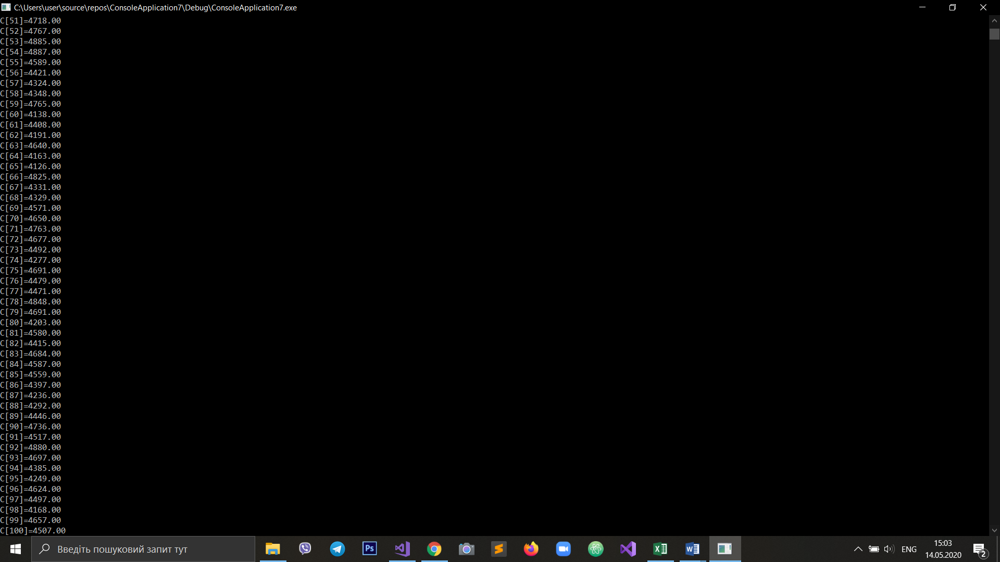 C:\Users\user\source\repos\ConsoleApplication7\Debug\ConsoleApplication7.exe
C[51]=4718.00
C[52]=4767.00
C[53]=4885.00
C[54]=4887.00
C[55]=4589.00
C[56]=4421.00
C[57]=4324.00
C[58]=4348.00
C[59]=4765.00
C[60]=4138.00
C[61]=4408.00
C[62]=4191.00
C[63]=4640.00
C[64]=4163.00
C[65]=4126.00
C[66]=4825.00
C[67]=4331.00
C[68]=4329.00
C[69]=4571.00
C[70]=4650.00
C[71]=4763.00
C[72]=4677.00
C[73]=4492.00
C[74]=4277.00
C[75]=4691.00
C[76]=4479.00
C[77]=4471.00
C[78]=4848.00
C[79]=4691.00
C[80]=4203.00
C[81]=4580.00
C[82]=4415.00
C[83]=4684.00
C[84]=4587.00
C[85]=4559.00
C[86]=4397.00
C[87]=4236.00
C[88]=4292.00
C[89]=4446.00
C[90]=4736.00
C[91]=4517.00
C[92]=4880.00
C[93]=4697.00
C[94]=4385.00
C[95]=4249.00
C[96]=4624.00
C[97]=4497.00
C[98]=4168.00
C[99]=4657.00
C[100]=4507.00
Введіть пошуковий запит тут
Ps
ENG
15:03
14.05.2020
2